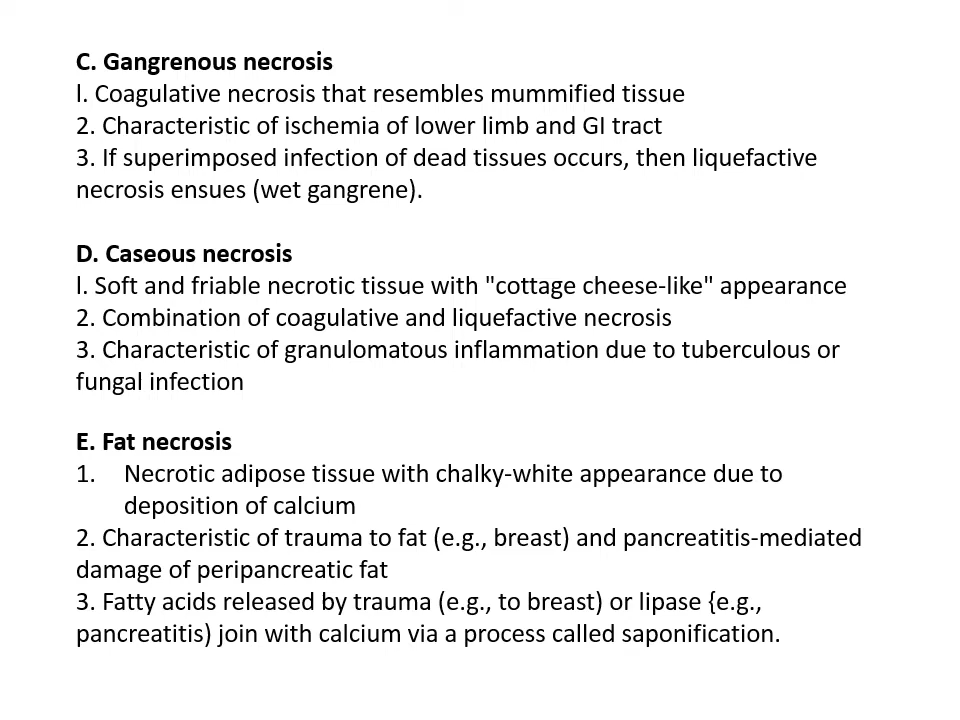 C. Gangrenous necrosis
l. Coagulative necrosis that resembles mummified tissue
2. Characteristic of ischemia of lower limb and GI tract
3. If superimposed infection of dead tissues occurs, then liquefactive
necrosis ensues (wet gangrene).
D. Caseous necrosis
l. Soft and friable necrotic tissue with "cottage cheese-like" appearance
2. Combination of coagulative and liquefactive necrosis
3. Characteristic of granulomatous inflammation due to tuberculous or
fungal infection
E. Fat necrosis
1. Necrotic adipose tissue with chalky-white appearance due to
deposition of calcium
2. Characteristic of trauma to fat (e.g., breast) and pancreatitis-mediated
damage of peripancreatic fat
3. Fatty acids released by trauma (e.g., to breast) or lipase {e.g.,
pancreatitis) join with calcium via a process called saponification.